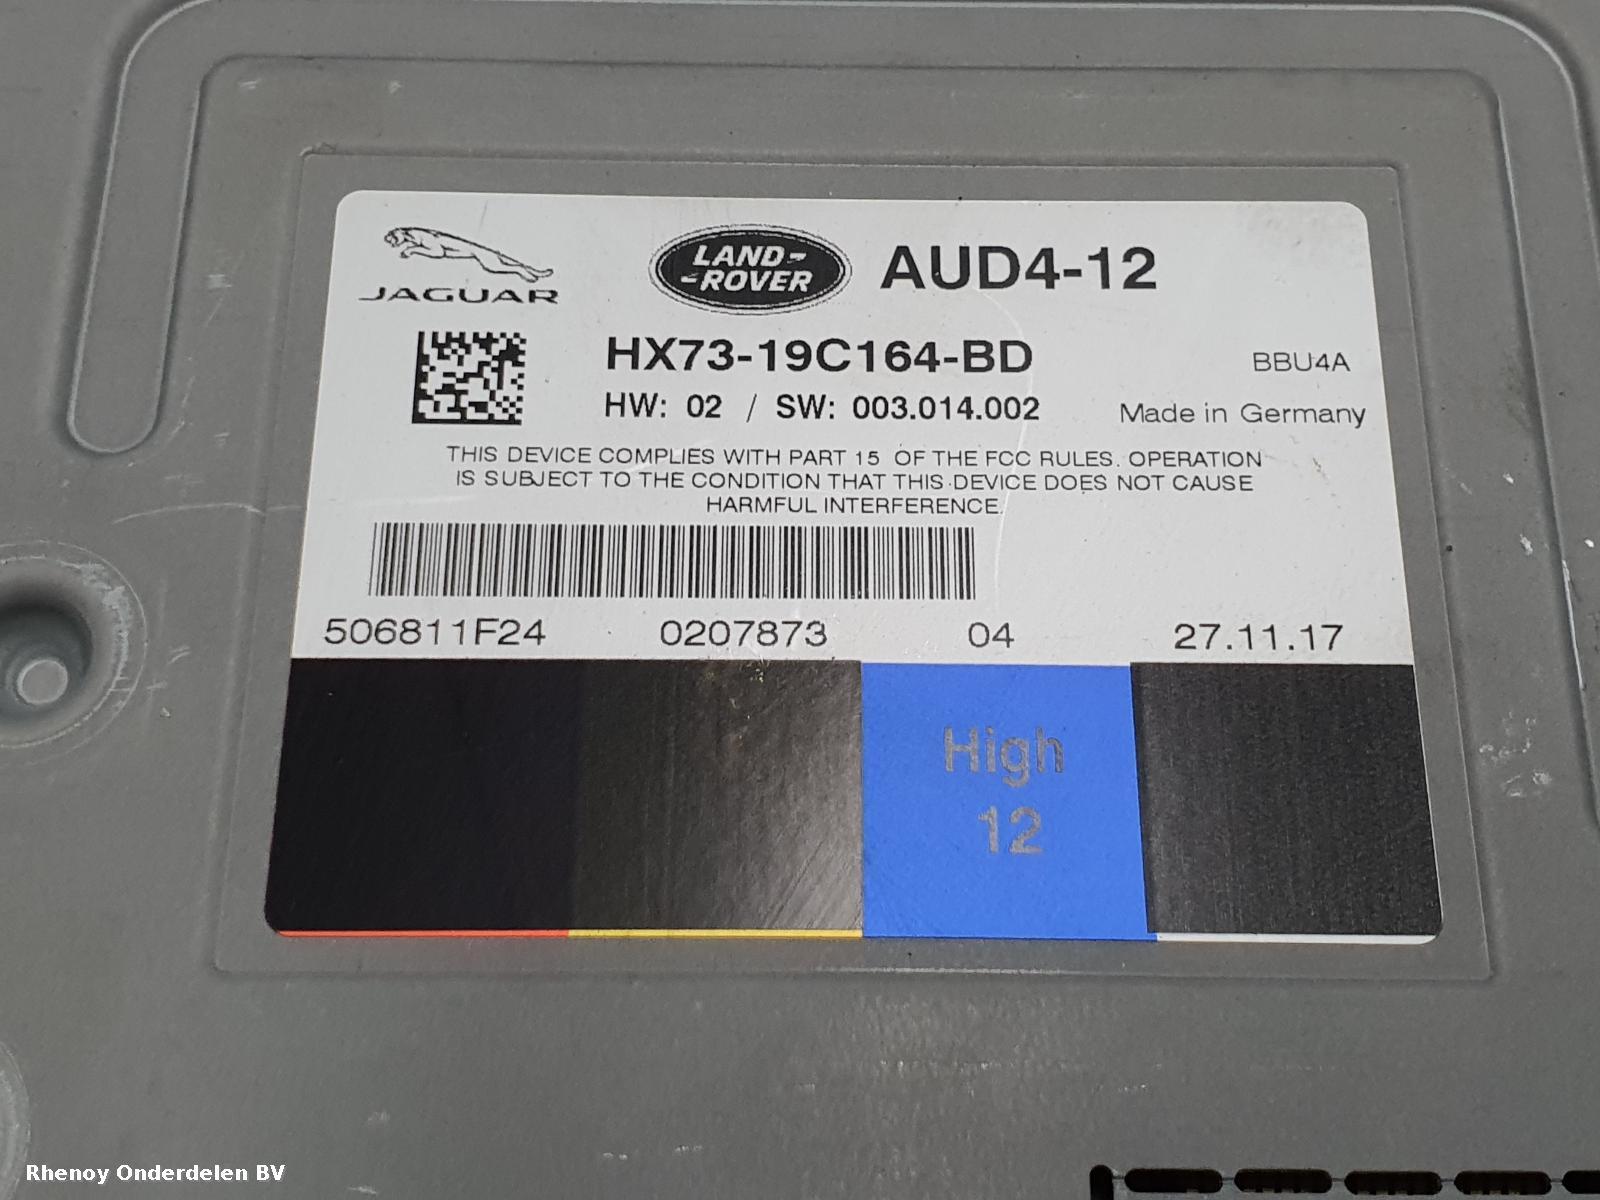 JAGUAR
LAND-
-ROVER
AUD4-12
HX73-19C164-BD
BBU4A
HW: 02 / SW: 003.014.002
Made in Germany
THIS DEVICE COMPLIES WITH PART 15 OF THE FCC RULES. OPERATION
IS SUBJECT TO THE CONDITION THAT THIS DEVICE DOES NOT CAUSE
HARMFUL INTERFERENCE.
506811F24 0207873 04 27.11.17
High
12
Rhenoy Onderdelen BV